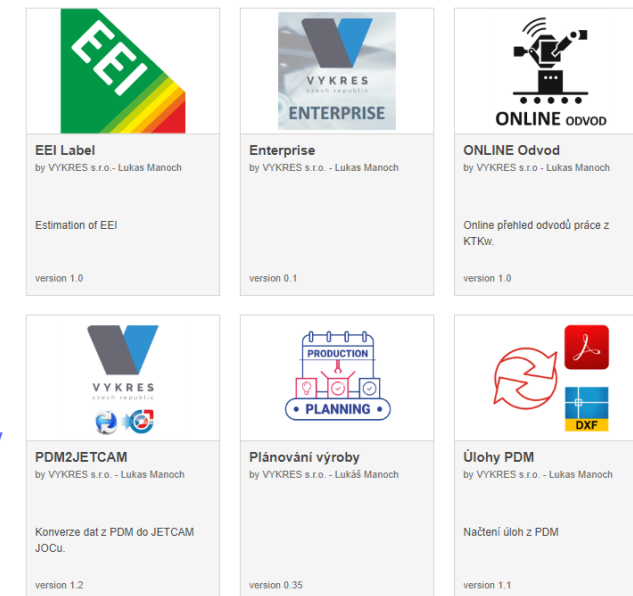 EEI
EEI Label
by VYKRES s.r.o.- Lukas Manoch
Estimation of EEI
version 1.0
VYKRES
czech republic
ENTERPRISE
Enterprise
by VYKRES s.r.o. - Lukas Manoch
version 0.1
ONLINE ODVOD
ONLINE Odvod
by VYKRES s.r.o - Lukas Manoch
Online přehled odvodů práce z
KTKw.
version 1.0
VYKRES
czech republic
PDM2JETCAM
by VYKRES s.r.o. - Lukas Manoch
Konverze dat z PDM do JETCAM
JOCu.
version 1.2
PRODUCTION
PLANNING
Plánování výroby
by VYKRES s.r.o. - Lukáš Manoch
version 0.35
DXF
Úlohy PDM
by VYKRES s.r.o. - Lukas Manoch
Načtení úloh z PDM
version 1.1